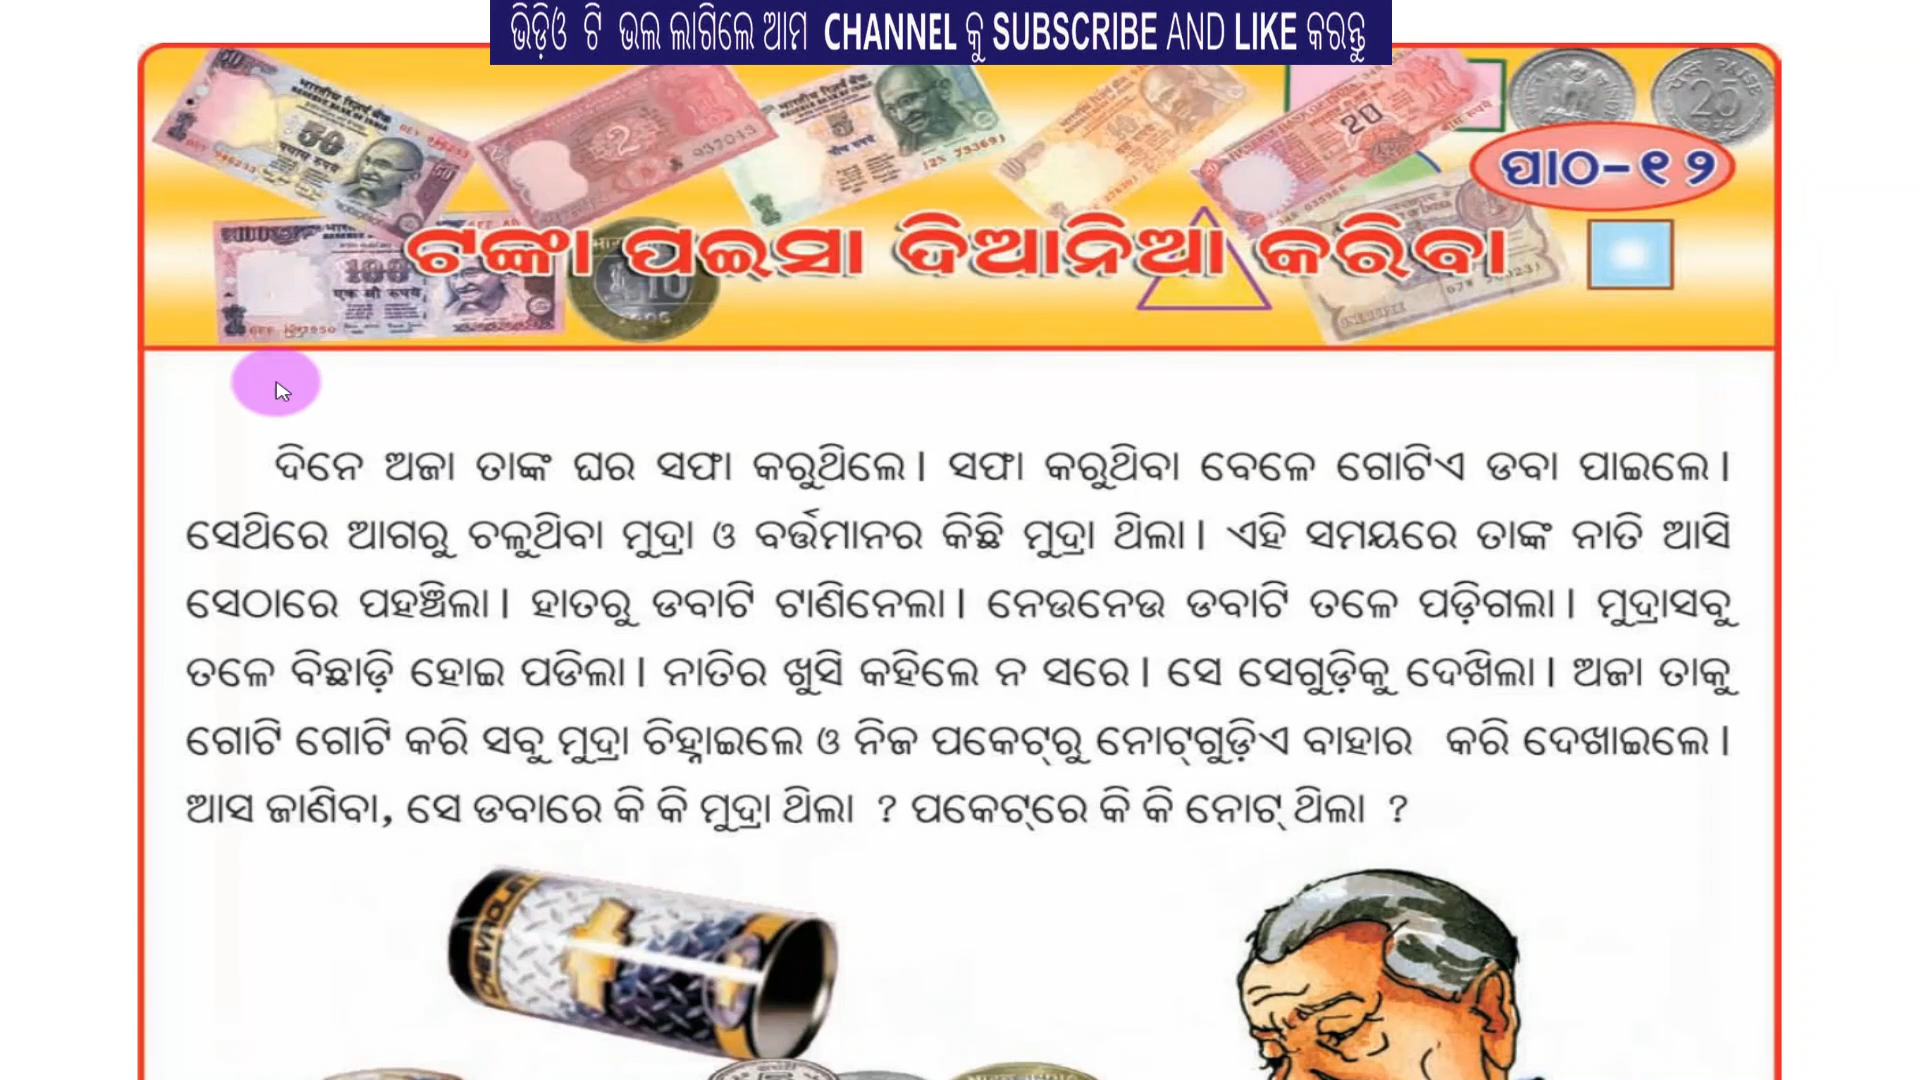 ଭିଡ଼ିଓ ଟି ଭଲ ଲାଗିଲେ ଆମ CHANNEL କୁ SUBSCRIBE AND LIKE କରନ୍ତୁ
ପାଠ-୧୨
ଟଙ୍କା ପଇସା ଦିଆନିଆ କରିବା
ଦିନେ ଅଜା ତାଙ୍କ ଘର ସଫା କରୁଥିଲେ। ସଫା କରୁଥିବା ବେଳେ ଗୋଟିଏ ଡବା ପାଇଲେ।
ସେଥିରେ ଆଗରୁ ଚଳୁଥିବା ମୁଦ୍ରା ଓ ବର୍ତ୍ତମାନର କିଛି ମୁଦ୍ରା ଥିଲା। ଏହି ସମୟରେ ତାଙ୍କ ନାତି ଆସି
ସେଠାରେ ପହଞ୍ଚିଲା। ହାତରୁ ଡବାଟି ଟାଣିନେଲା। ନେଉନେଉ ଡବାଟି ତଳେ ପଡ଼ିଗଲା। ମୁଦ୍ରାସବୁ
ତଳେ ବିଛାଡ଼ି ହୋଇ ପଡିଲା। ନାତିର ଖୁସି କହିଲେ ନ ସରେ। ସେ ସେଗୁଡ଼ିକୁ ଦେଖିଲା। ଅଜା ତାକୁ
ଗୋଟି ଗୋଟି କରି ସବୁ ମୁଦ୍ରା ଚିହ୍ନାଇଲେ ଓ ନିଜ ପକେଟ୍‌ରୁ ନୋଟ୍‌ଗୁଡ଼ିଏ ବାହାର କରି ଦେଖାଇଲେ।
ଆସ ଜାଣିବା, ସେ ଡବାରେ କି କି ମୁଦ୍ରା ଥିଲା ? ପକେଟ୍‌ରେ କି କି ନୋଟ୍ ଥିଲା ?
CHEVROLET